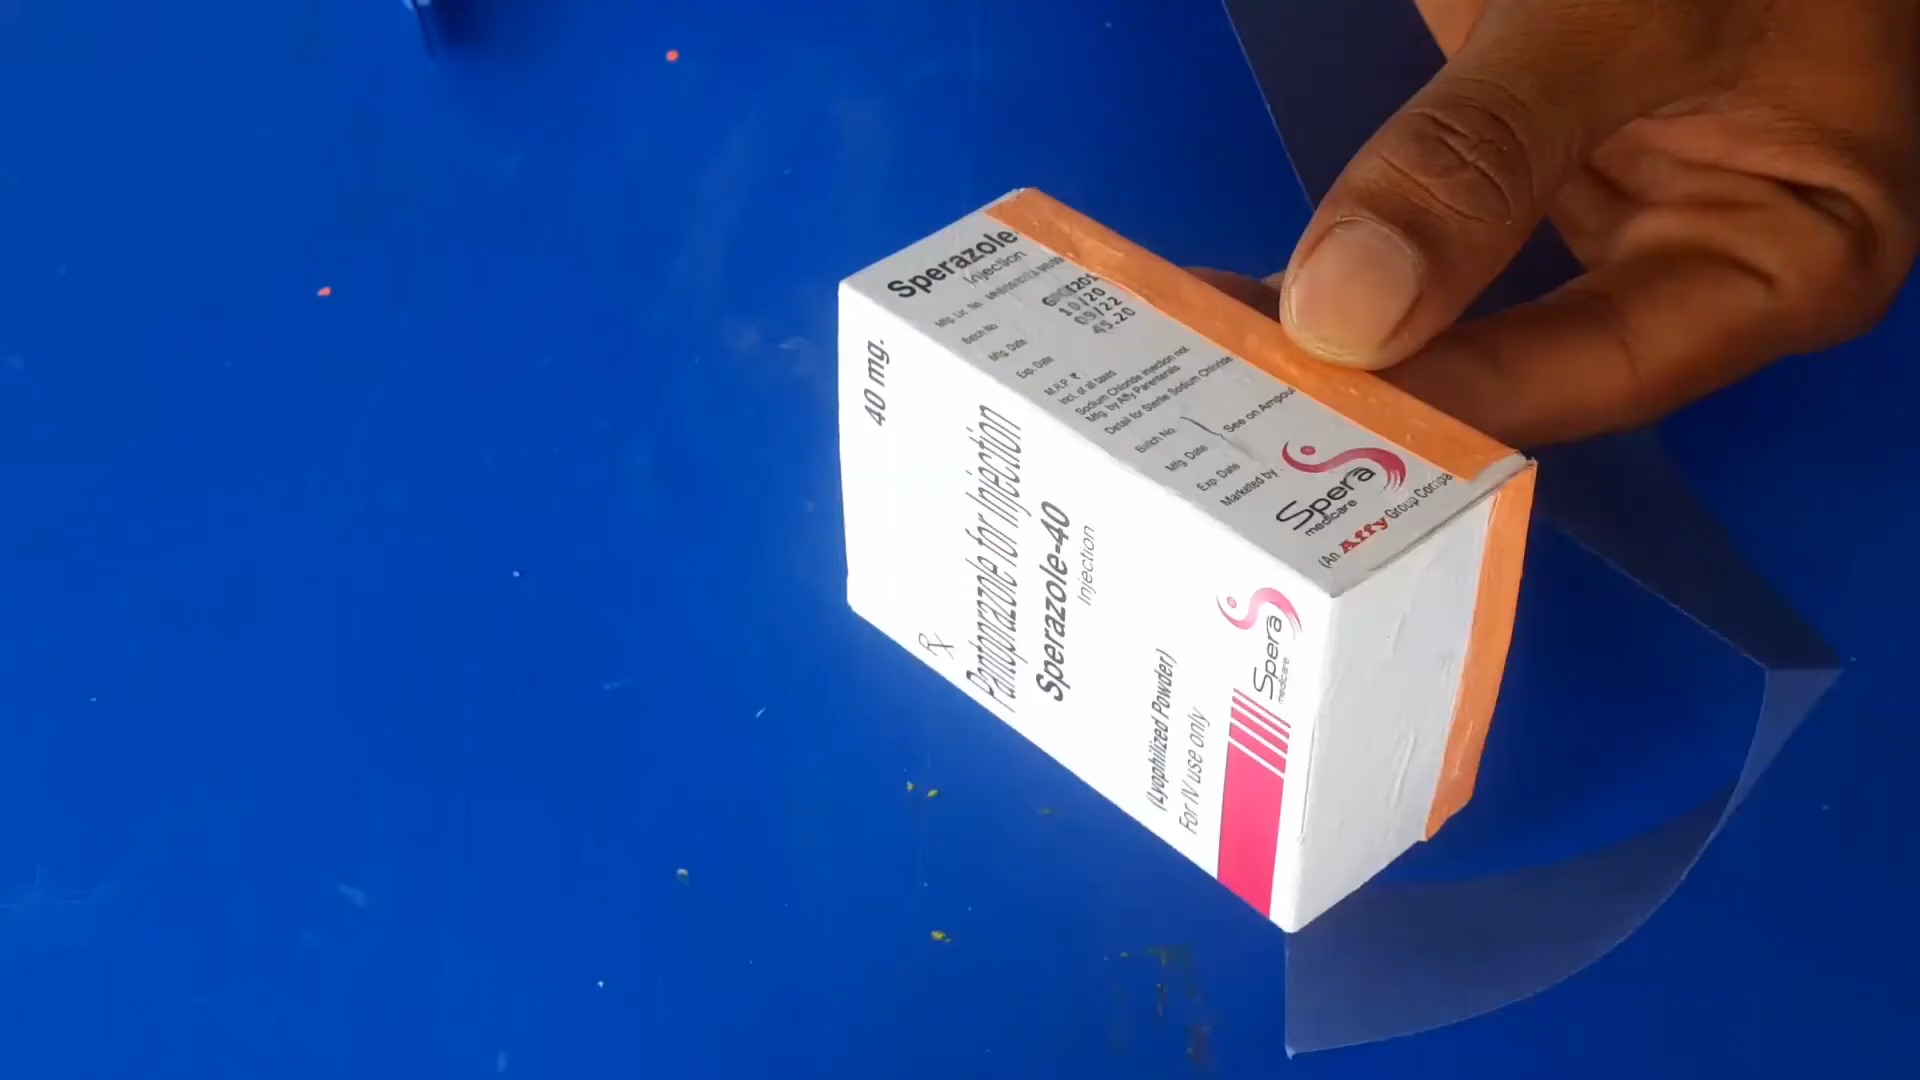 40 mg.
Rx
Pantoprazole for Injection
Sperazole-40
Injection
(Lyophilized Powder)
For IV use only
Spera
medicare
Sperazole-
Injection
Mfg. Lic. No.
Batch No.
Mfg. Date 10/20
Exp. Date 09/22
M.R.P. ₹ 45.20
Incl. of all taxes
Sodium Chloride Injection not
Mfg. by Affy Parenterals
Detail for Sterile Sodium Chloride
Batch No.
Mfg. Date See on Ampoul
Exp. Date
Marketed by
Spera
medicare
(An Affy Group Compa